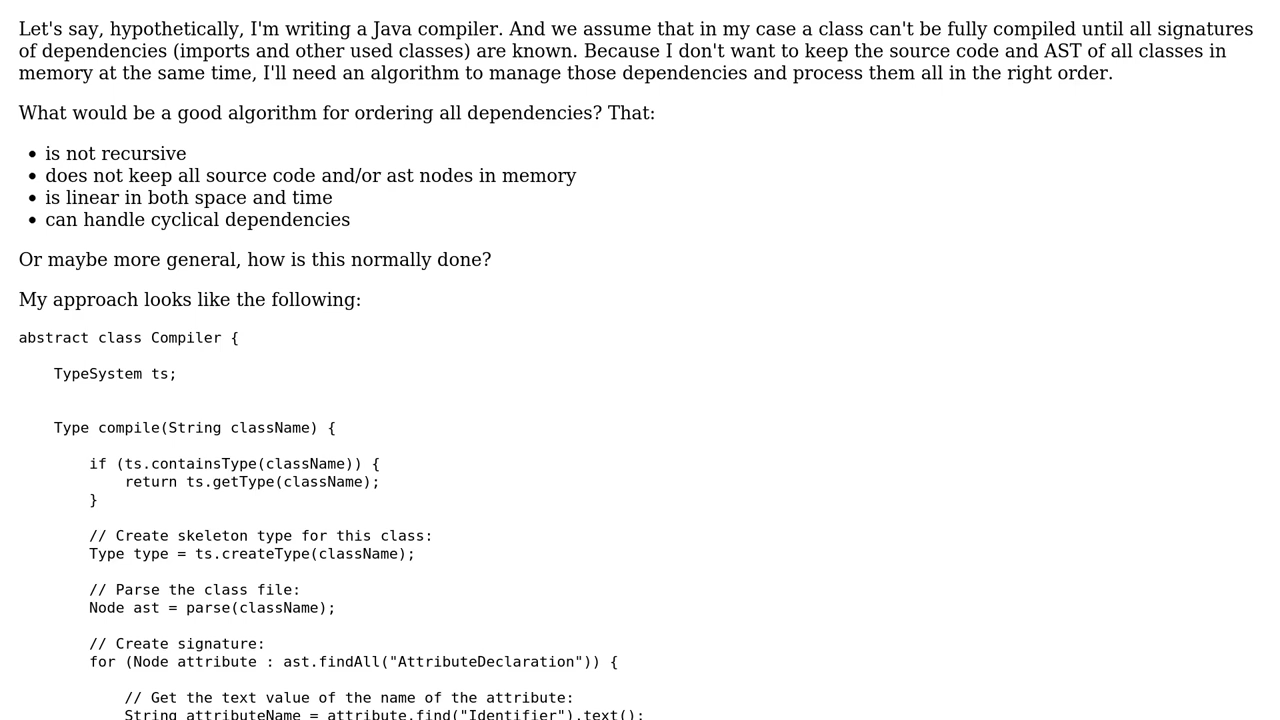 Let's say, hypothetically, I'm writing a Java compiler. And we assume that in my case a class can't be fully compiled until all signatures
of dependencies (imports and other used classes) are known. Because I don't want to keep the source code and AST of all classes in
memory at the same time, I'll need an algorithm to manage those dependencies and process them all in the right order.
What would be a good algorithm for ordering all dependencies? That:
• is not recursive
• does not keep all source code and/or ast nodes in memory
• is linear in both space and time
• can handle cyclical dependencies
Or maybe more general, how is this normally done?
My approach looks like the following:
abstract class Compiler {
    TypeSystem ts;
    Type compile(String className) {
        if (ts.containsType(className)) {
            return ts.getType(className);
        }
        // Create skeleton type for this class:
        Type type = ts.createType(className);
        // Parse the class file:
        Node ast = parse(className);
        // Create signature:
        for (Node attribute : ast.findAll("AttributeDeclaration")) {
            // Get the text value of the name of the attribute:
            String attributeName = attribute.find("Identifier").text();